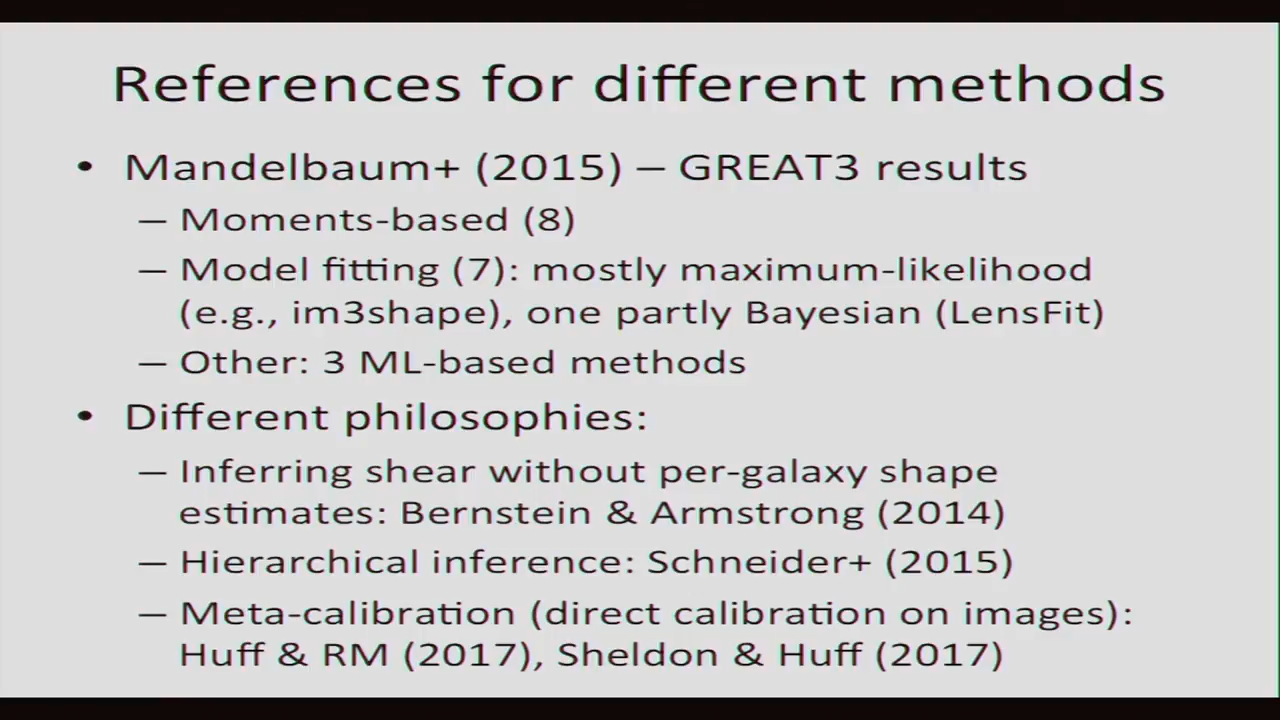 References for different methods
• Mandelbaum+ (2015) – GREAT3 results
– Moments-based (8)
– Model fitting (7): mostly maximum-likelihood
(e.g., im3shape), one partly Bayesian (LensFit)
– Other: 3 ML-based methods
• Different philosophies:
– Inferring shear without per-galaxy shape
estimates: Bernstein & Armstrong (2014)
– Hierarchical inference: Schneider+ (2015)
– Meta-calibration (direct calibration on images):
Huff & RM (2017), Sheldon & Huff (2017)